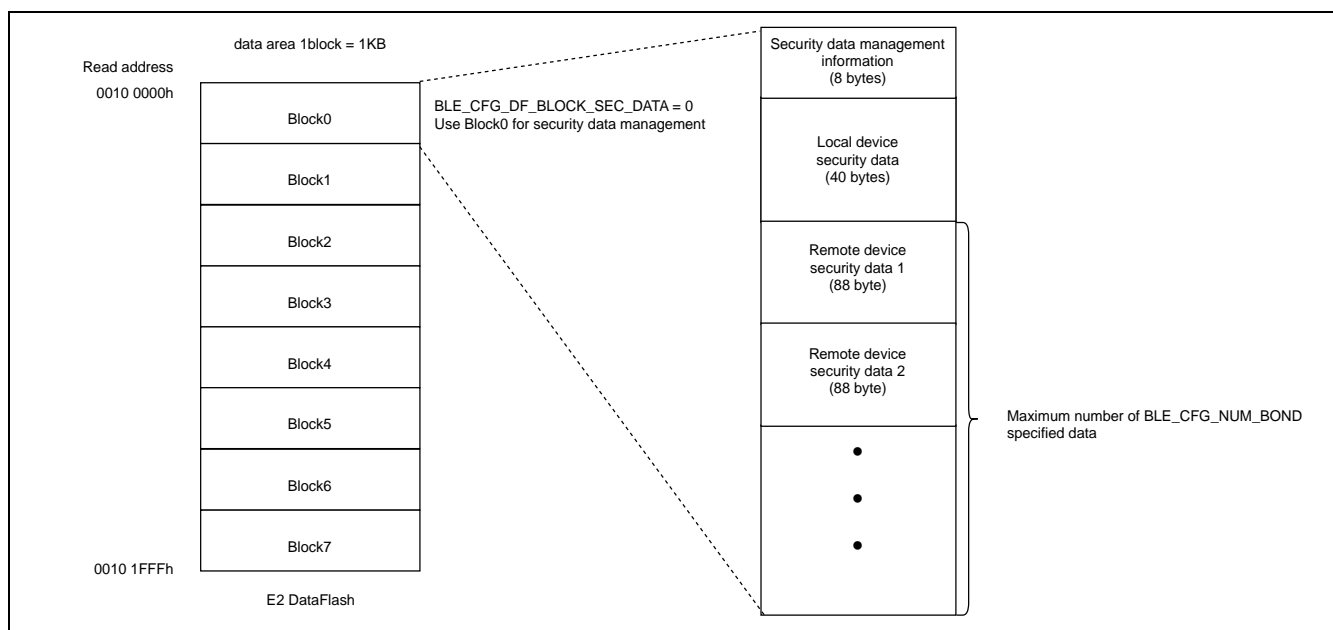 data area 1block = 1KB
Read address
0010 0000h
Block0
Block1
Block2
Block3
Block4
Block5
Block6
Block7
0010 1FFFh
E2 DataFlash
BLE_CFG_DF_BLOCK_SEC_DATA = 0
Use Block0 for security data management
Security data management
information
(8 bytes)
Local device
security data
(40 bytes)
Remote device
security data 1
(88 byte)
Remote device
security data 2
(88 byte)
Maximum number of BLE_CFG_NUM_BOND
specified data